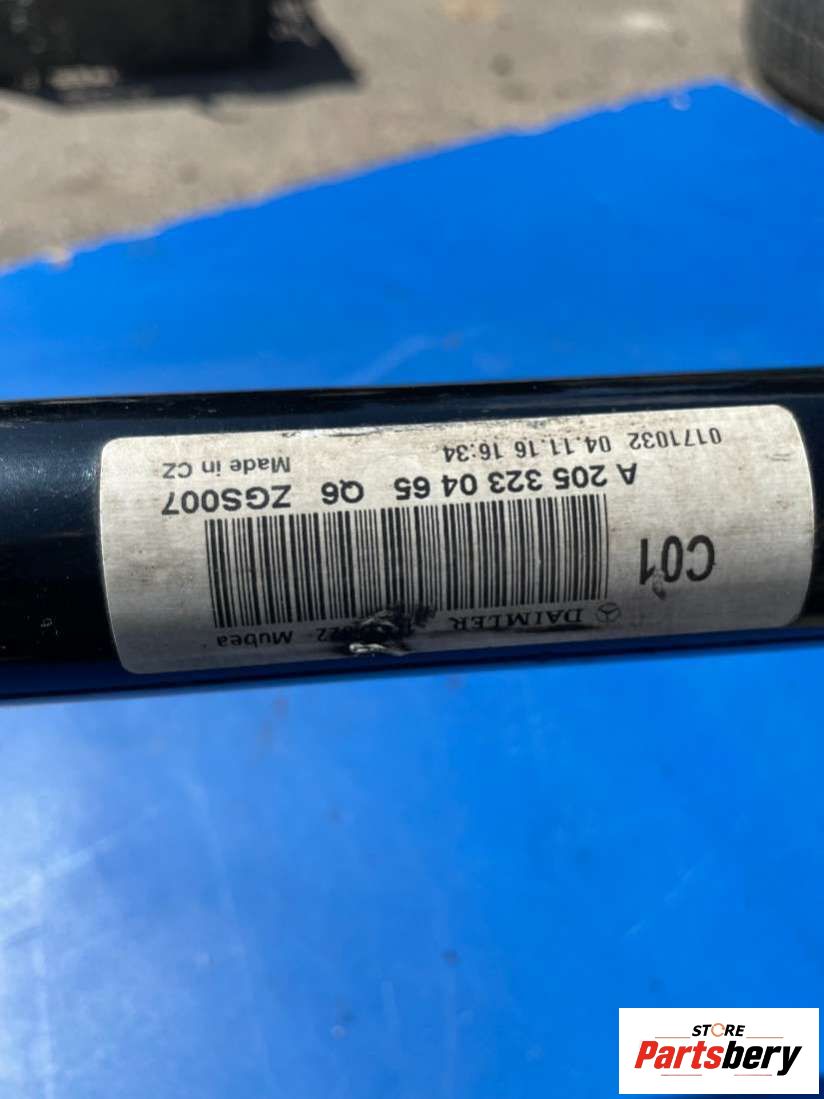 DAIMLER
Mubea
C01
A 205 323 04 65 Q6 ZGS007
0171032 04.11.16 16:34 Made in CZ
STORE
Partsbery